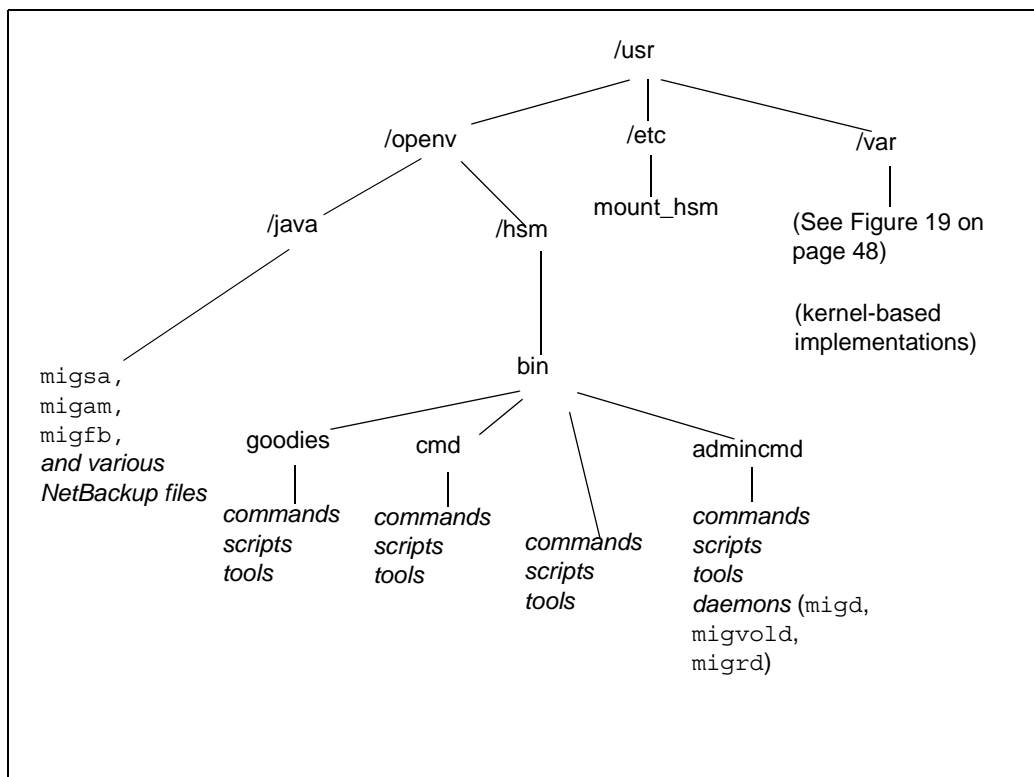 /usr
/openv
/etc
/var
/java
/hsm
mount_hsm
(See Figure 19 on
page 48)
(kernel-based
implementations)
bin
migsa,
migam,
migfb,
and various
NetBackup files
goodies
cmd
admincmd
commands
scripts
tools
commands
scripts
tools
commands
scripts
tools
commands
scripts
tools
daemons (migd,
migvold,
migrd)